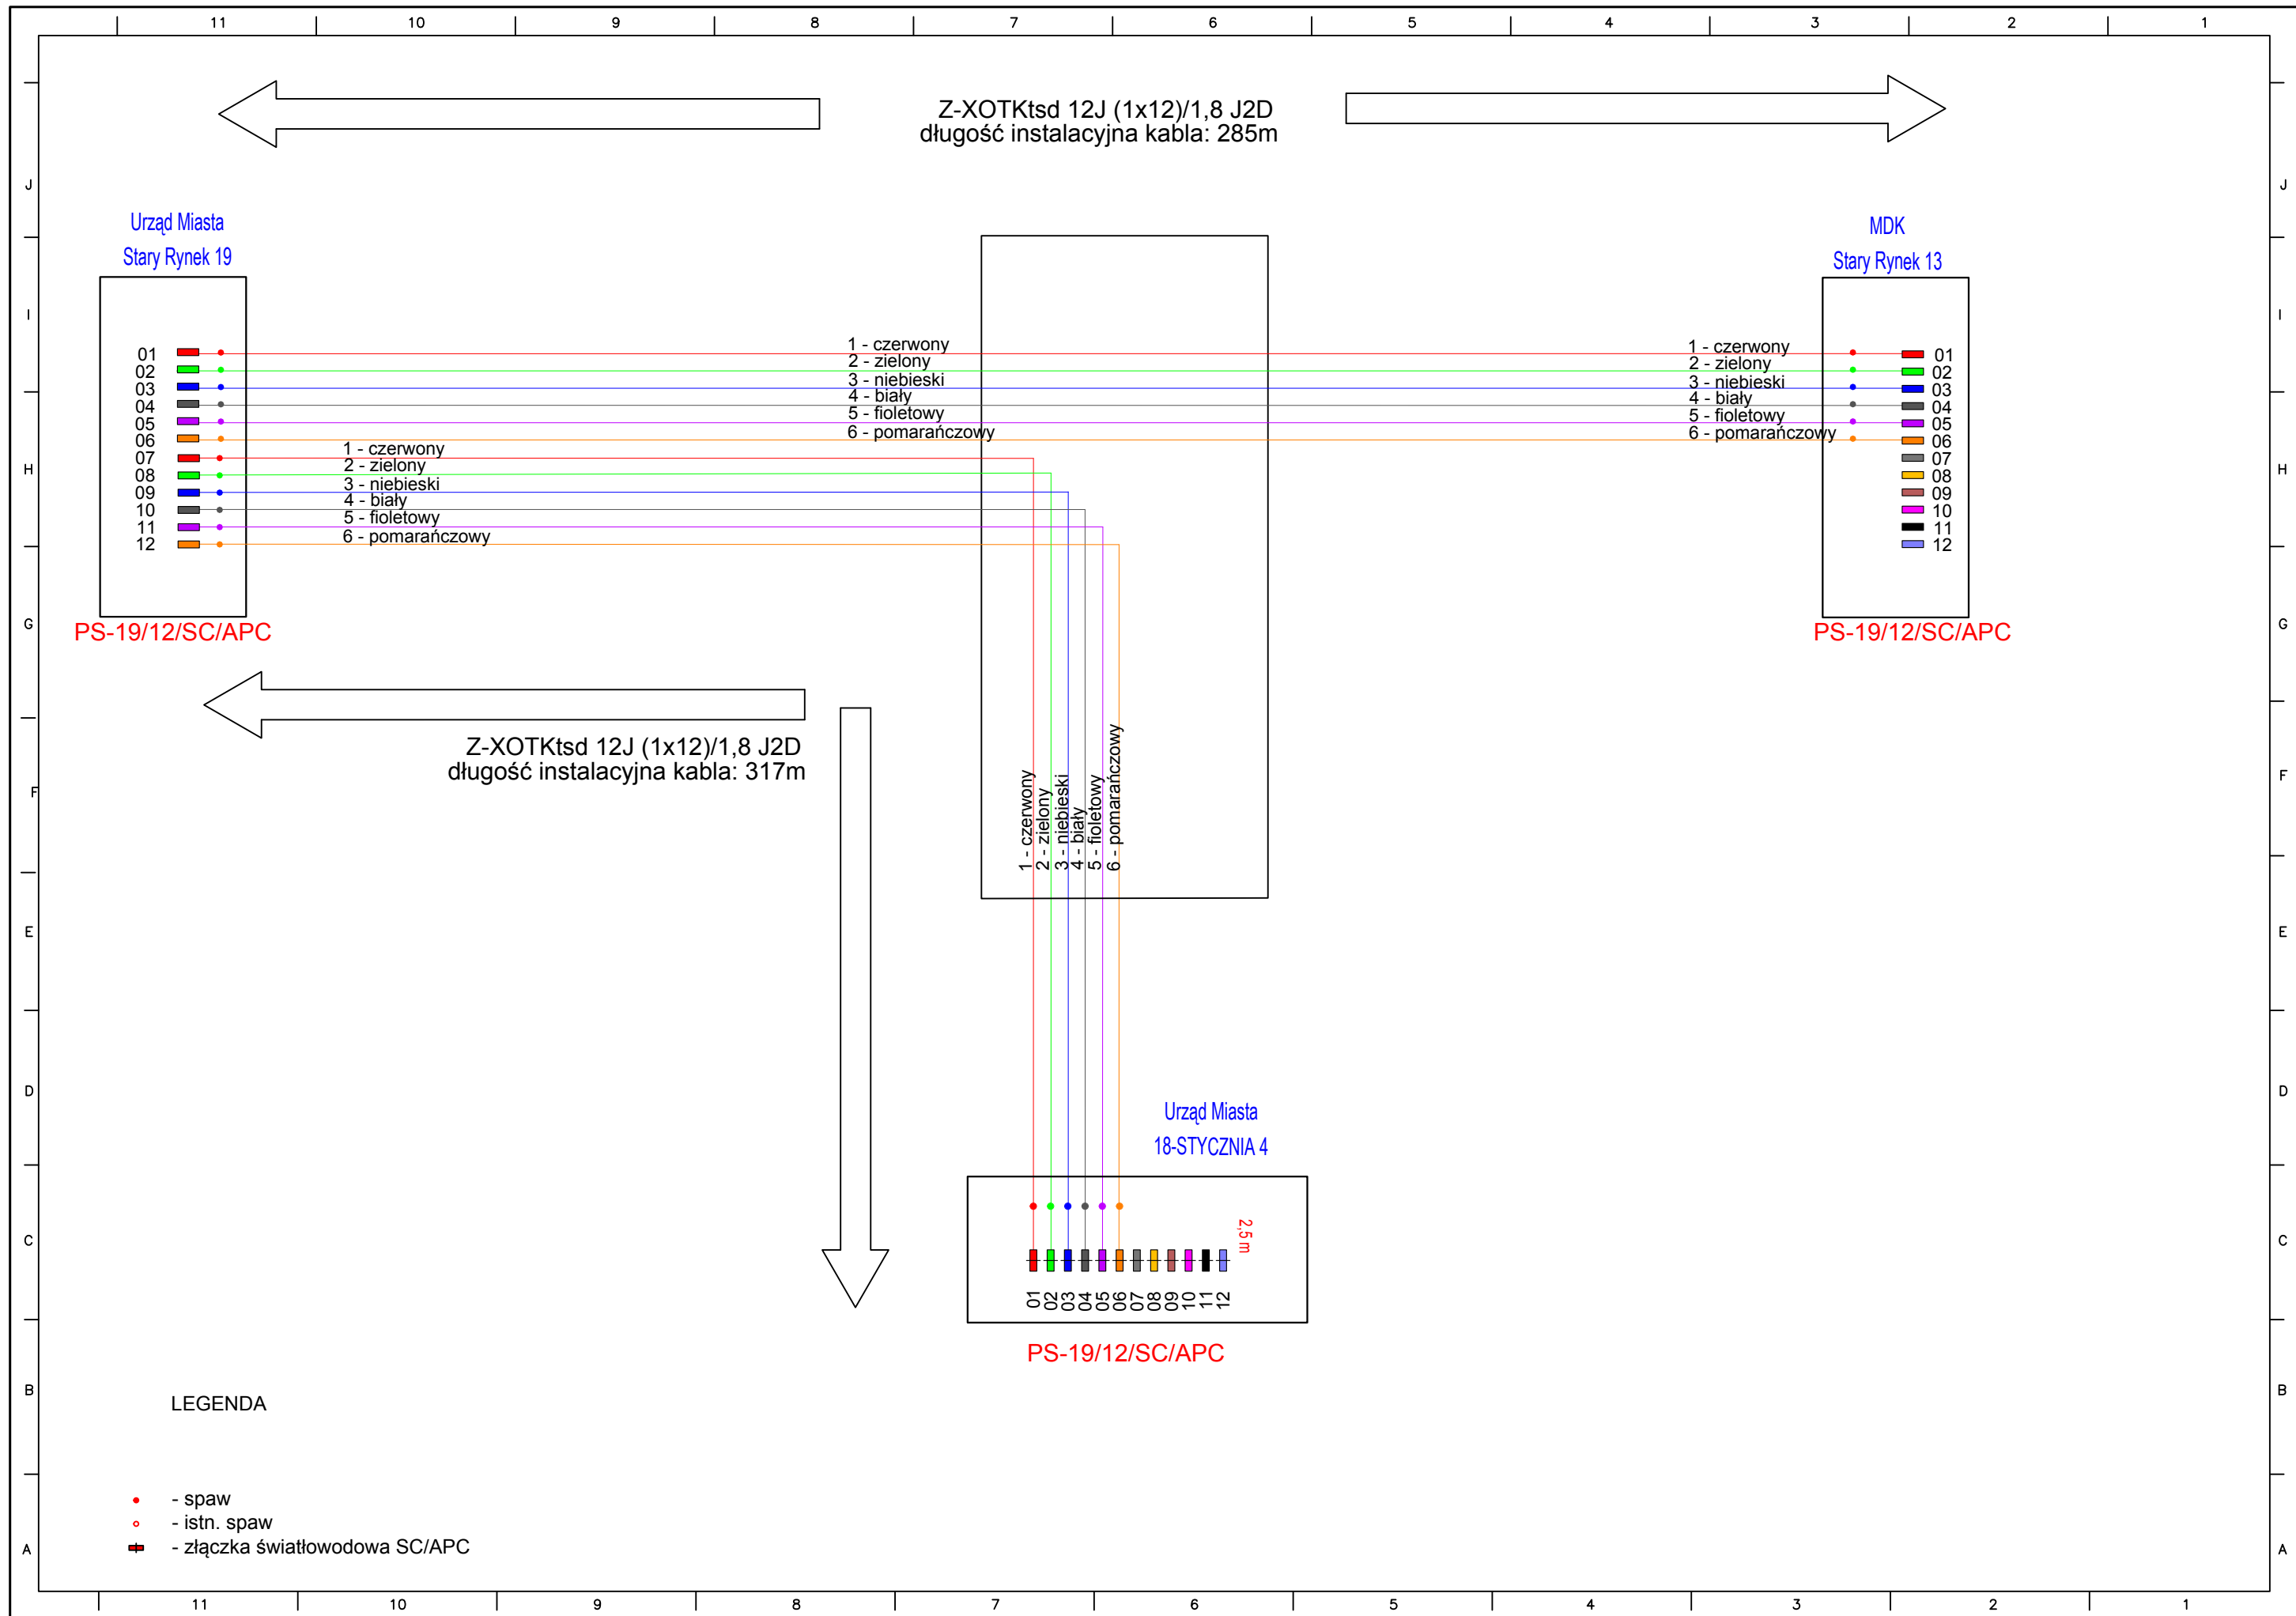 11 10 9 8 7 6 5 4 3 2 1
Z-XOTKtsd 12J (1x12)/1,8 J2D
długość instalacyjna kabla: 285m
J J
Urząd Miasta
Stary Rynek 19
MDK
Stary Rynek 13
I I
01
02
03
04
05
06
07
08
09
10
11
12
1 - czerwony
2 - zielony
3 - niebieski
4 - biały
5 - fioletowy
6 - pomarańczowy
1 - czerwony
2 - zielony
3 - niebieski
4 - biały
5 - fioletowy
6 - pomarańczowy
01
02
03
04
05
06
07
08
09
10
11
12
H H
1 - czerwony
2 - zielony
3 - niebieski
4 - biały
5 - fioletowy
6 - pomarańczowy
G G
PS-19/12/SC/APC
PS-19/12/SC/APC
Z-XOTKtsd 12J (1x12)/1,8 J2D
długość instalacyjna kabla: 317m
F F
1 - czerwony
2 - zielony
3 - niebieski
4 - biały
5 - fioletowy
6 - pomarańczowy
E E
D D
Urząd Miasta
18-STYCZNIA 4
C C
2,5 m
01
02
03
04
05
06
07
08
09
10
11
12
PS-19/12/SC/APC
B B
LEGENDA
- spaw
- istn. spaw
- złączka światłowodowa SC/APC
A A
11 10 9 8 7 6 5 4 3 2 1